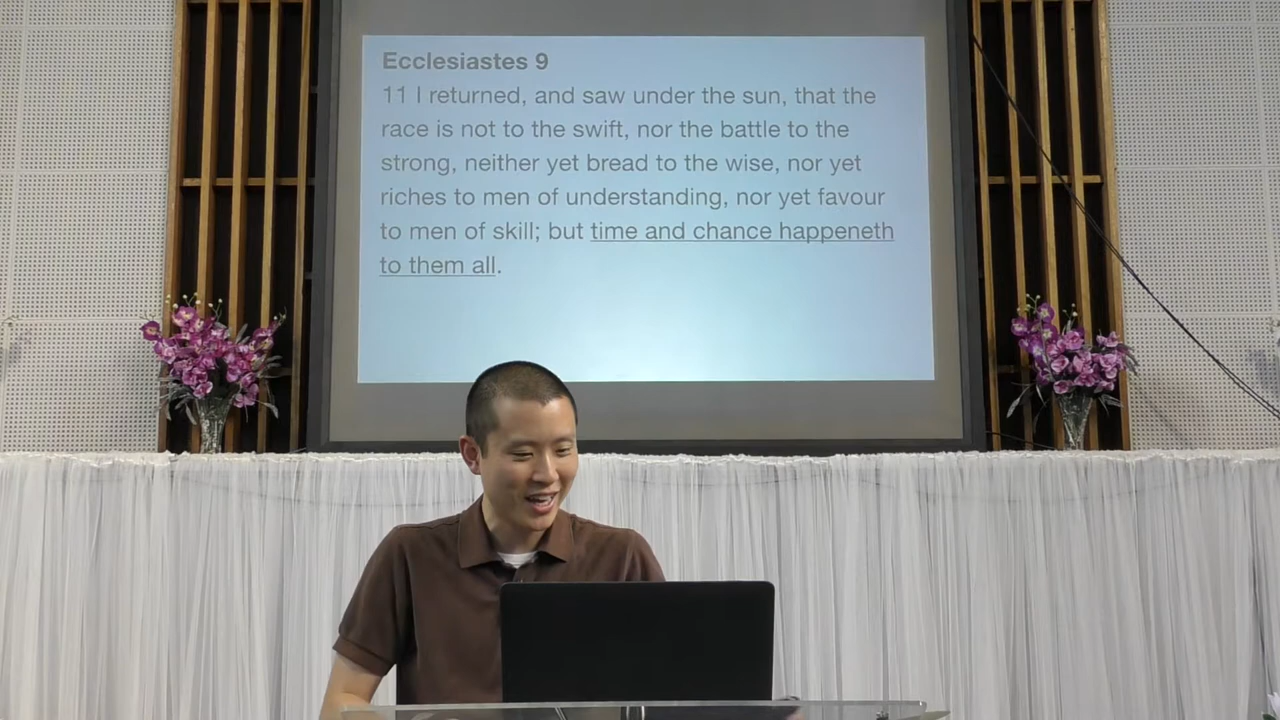 Ecclesiastes 9
11 I returned, and saw under the sun, that the
race is not to the swift, nor the battle to the
strong, neither yet bread to the wise, nor yet
riches to men of understanding, nor yet favour
to men of skill; but time and chance happeneth
to them all.